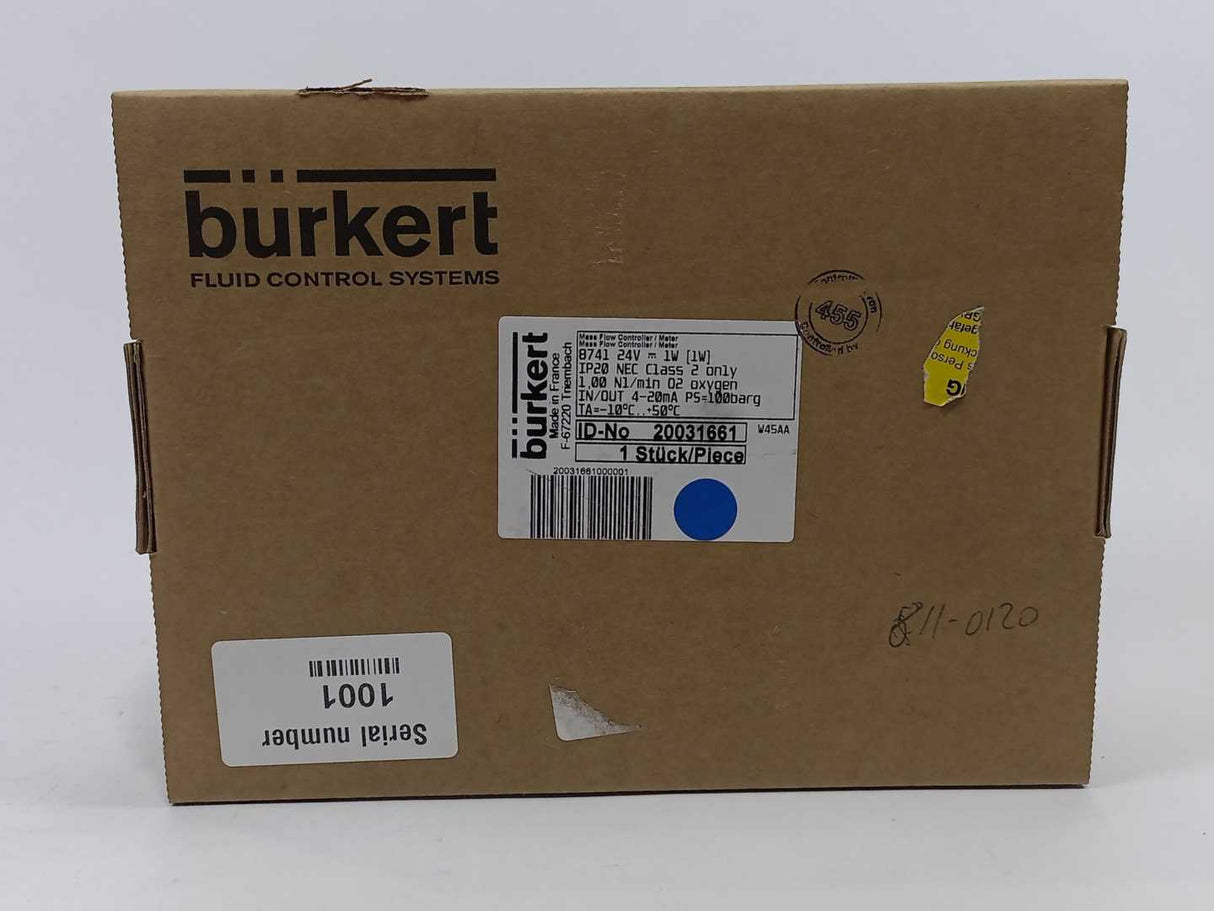 bürkert
FLUID CONTROL SYSTEMS
bürkert
Made in France
F-67220 Triembach
Mass Flow Controller / Meter
Mass Flow Controller / Meter
8741 24V ⎓ 1W [1W]
IP20 NEC Class 2 only
1,00 Nl/min O2 oxygen
IN/OUT 4-20mA PS=100barg
TA=-10°C..+50°C
ID-No 20031661
W45AA
1 Stück/Piece
20031661000001
455
11-0120
Serial number
1001